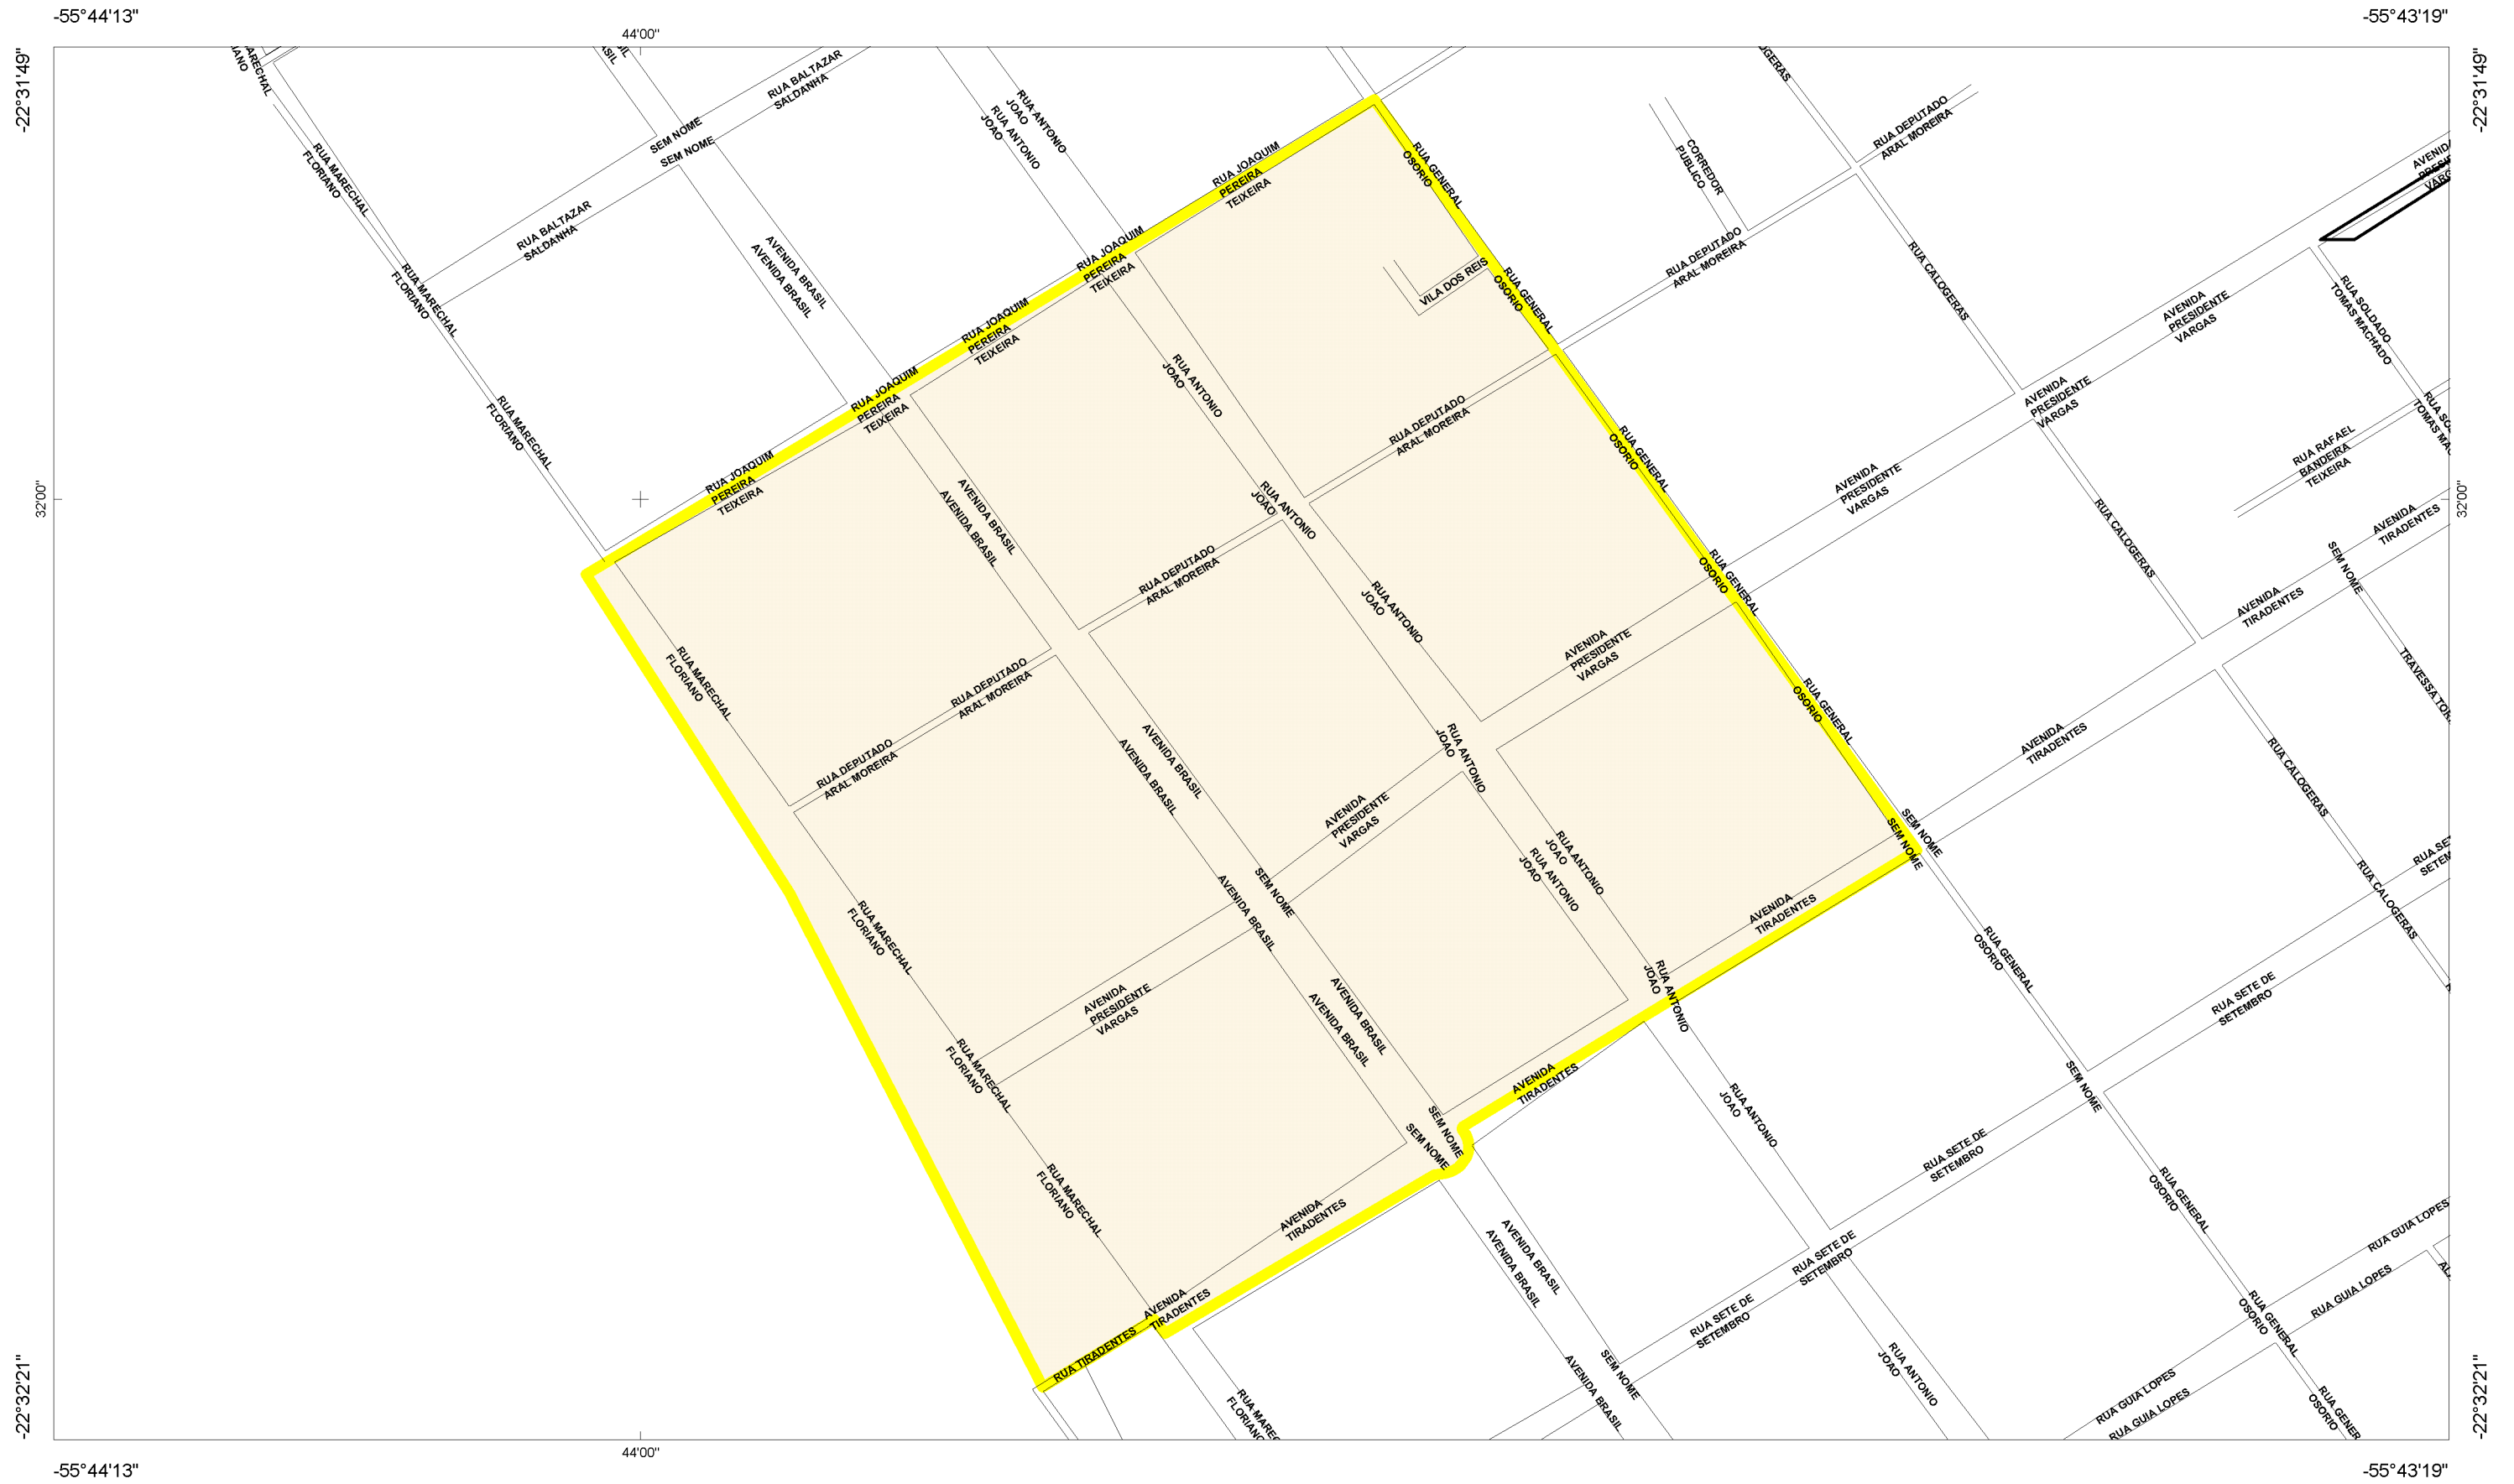 -55°44'13"
-55°43'19"
44'00"
-22°31'49"
-22°31'49"
RUA BALTAZAR
SALDANHA
SEM NOME
SEM NOME
RUA ANTONIO
JOAO
RUA ANTONIO
JOAO
RUA MARECHAL
FLORIANO
RUA BALTAZAR
SALDANHA
AVENIDA BRASIL
AVENIDA BRASIL
RUA JOAQUIM
PEREIRA
TEIXEIRA
RUA GENERAL
OSORIO
CORREDOR
PUBLICO
RUA DEPUTADO
ARAL MOREIRA
RUA MARECHAL
FLORIANO
RUA JOAQUIM
PEREIRA
TEIXEIRA
VILA DOS REIS
RUA GENERAL
OSORIO
RUA DEPUTADO
ARAL MOREIRA
RUA CALOGERAS
AVENIDA
PRESIDENTE
VARGAS
RUA SOLDADO
TOMAS MACHADO
RUA JOAQUIM
PEREIRA
TEIXEIRA
RUA JOAQUIM
PEREIRA
TEIXEIRA
RUA ANTONIO
JOAO
RUA MARECHAL
FLORIANO
RUA JOAQUIM
PEREIRA
TEIXEIRA
RUA DEPUTADO
ARAL MOREIRA
RUA GENERAL
OSORIO
AVENIDA
PRESIDENTE
VARGAS
AVENIDA
PRESIDENTE
VARGAS
RUA RAFAEL
BANDEIRA
TEIXEIRA
32'00"
32'00"
AVENIDA BRASIL
AVENIDA BRASIL
RUA ANTONIO
JOAO
RUA CALOGERAS
AVENIDA
TIRADENTES
RUA DEPUTADO
ARAL MOREIRA
RUA ANTONIO
JOAO
RUA GENERAL
OSORIO
AVENIDA
TIRADENTES
SEM NOME
RUA MARECHAL
FLORIANO
RUA DEPUTADO
ARAL MOREIRA
AVENIDA
PRESIDENTE
VARGAS
RUA GENERAL
OSORIO
RUA DEPUTADO
ARAL MOREIRA
AVENIDA BRASIL
AVENIDA BRASIL
RUA ANTONIO
JOAO
AVENIDA
TIRADENTES
RUA CALOGERAS
AVENIDA
PRESIDENTE
VARGAS
RUA ANTONIO
JOAO
RUA ANTONIO
JOAO
SEM NOME
SEM NOME
RUA MARECHAL
FLORIANO
AVENIDA BRASIL
SEM NOME
AVENIDA
TIRADENTES
RUA CALOGERAS
AVENIDA
PRESIDENTE
VARGAS
AVENIDA BRASIL
AVENIDA BRASIL
RUA ANTONIO
JOAO
RUA GENERAL
OSORIO
RUA SETE DE
SETEMBRO
RUA MARECHAL
FLORIANO
AVENIDA
TIRADENTES
RUA ANTONIO
JOAO
SEM NOME
SEM NOME
SEM NOME
RUA SETE DE
SETEMBRO
RUA MARECHAL
FLORIANO
AVENIDA
TIRADENTES
AVENIDA BRASIL
AVENIDA BRASIL
RUA SETE DE
SETEMBRO
RUA GENERAL
OSORIO
RUA GUIA LOPES
AVENIDA
TIRADENTES
RUA TIRADENTES
RUA SETE DE
SETEMBRO
RUA GENERAL
OSORIO
RUA GUIA LOPES
AVENIDA BRASIL
SEM NOME
RUA ANTONIO
JOAO
RUA GUIA LOPES
RUA GUIA LOPES
-22°32'21"
-22°32'21"
44'00"
-55°44'13"
-55°43'19"